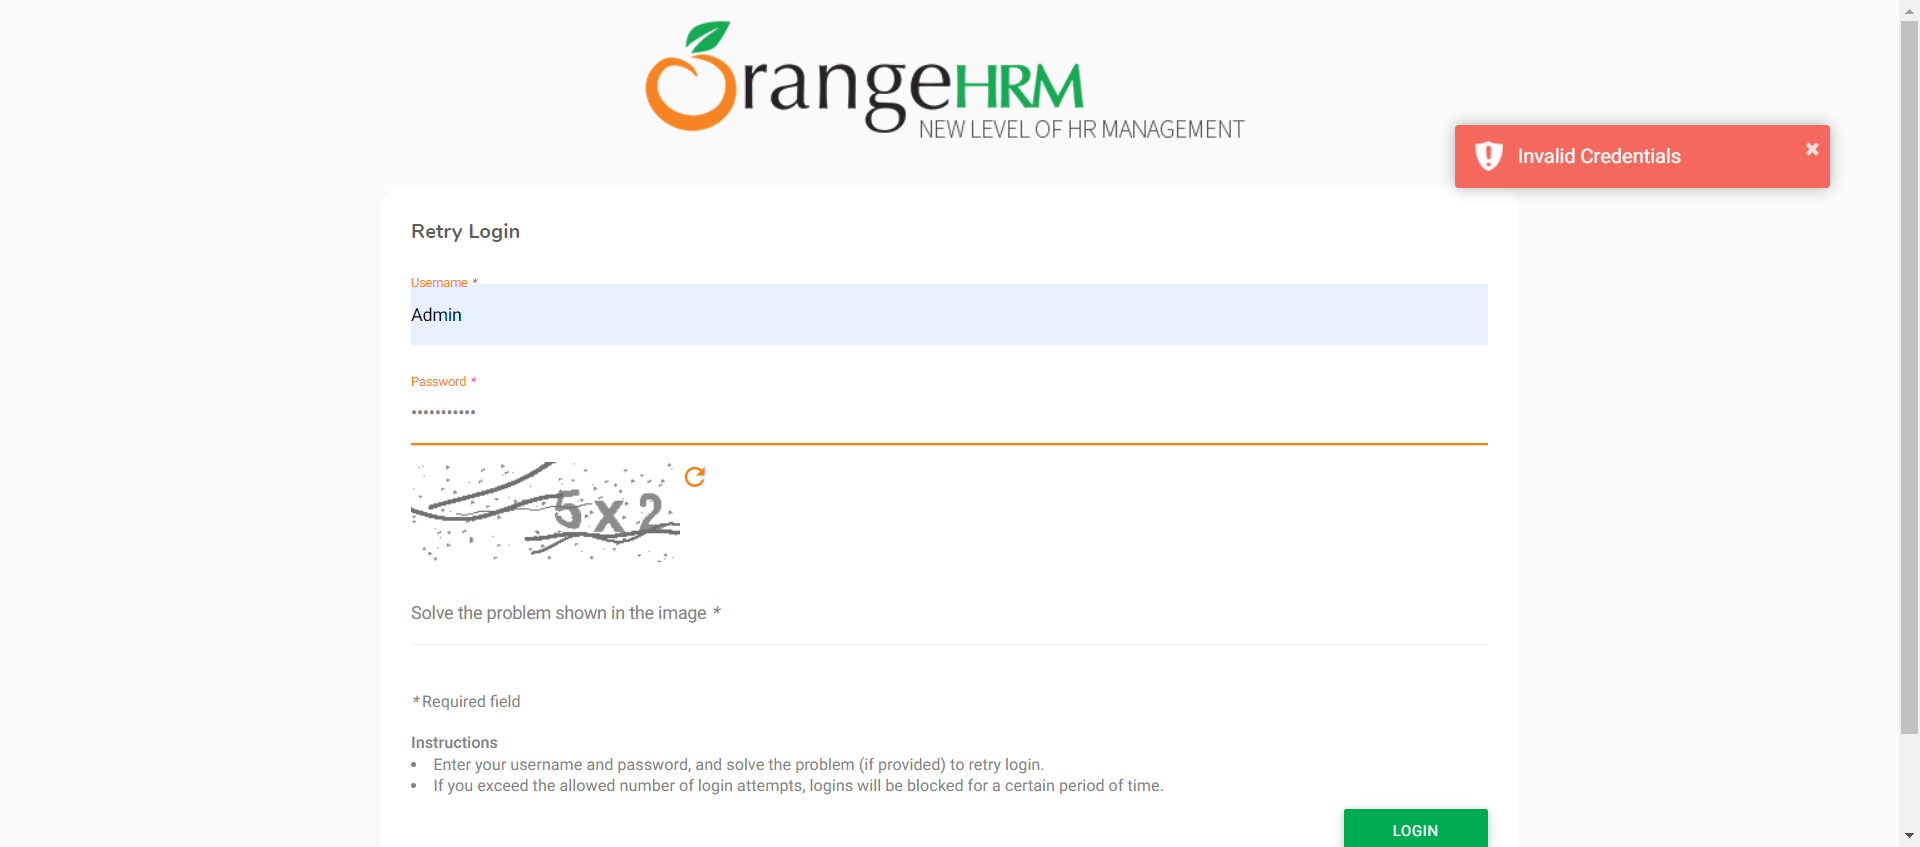 OrangeHRM
NEW LEVEL OF HR MANAGEMENT
Invalid Credentials
Retry Login
Username *
Admin
Password *
•••••••••••
5x2
Solve the problem shown in the image *
* Required field
Instructions
• Enter your username and password, and solve the problem (if provided) to retry login.
• If you exceed the allowed number of login attempts, logins will be blocked for a certain period of time.
LOGIN